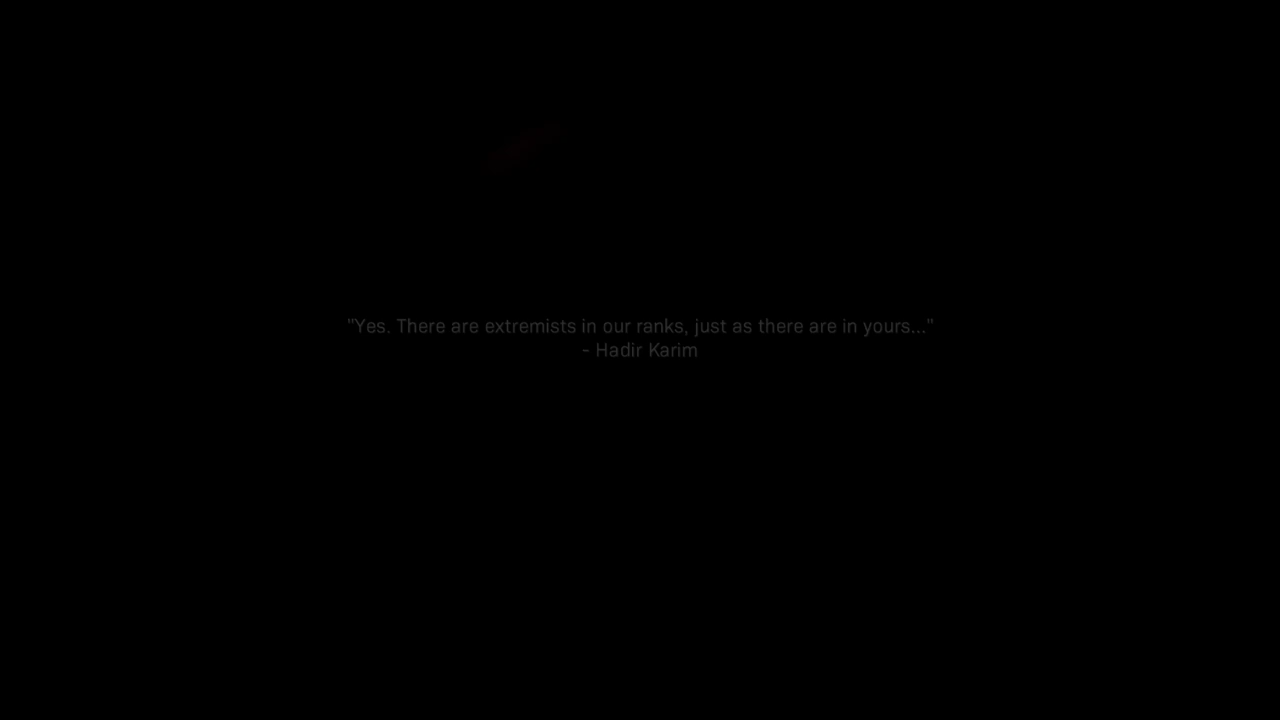 "Yes. There are extremists in our ranks, just as there are in yours..."
- Hadir Karim